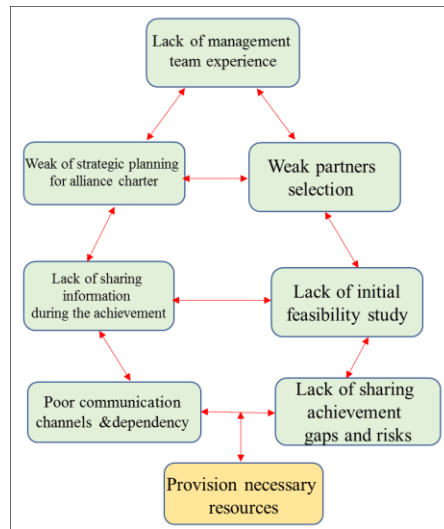 Lack of management
team experience
Weak of strategic planning
for alliance charter
Weak partners
selection
Lack of sharing
information
during the achievement
Lack of initial
feasibility study
Poor communication
channels &dependency
Lack of sharing
achievement
gaps and risks
Provision necessary
resources